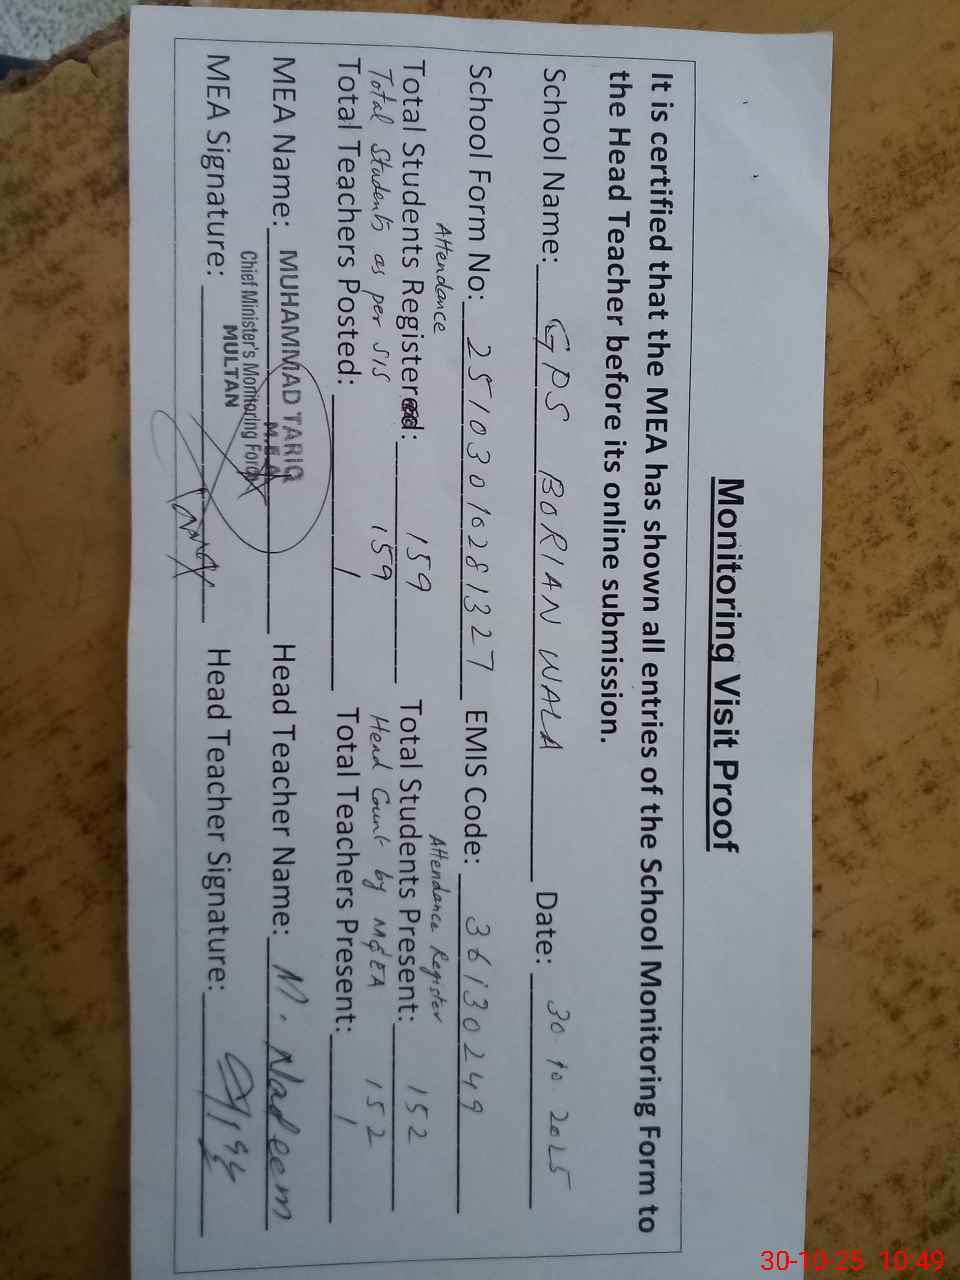 Monitoring Visit Proof
It is certified that the MEA has shown all entries of the School Monitoring Form to
the Head Teacher before its online submission.
School Name: GPS BORIAN WALA Date: 30 10 2025
School Form No: 25103010281327 EMIS Code: 36130249
Attendance Attendance Register
Total Students Registered: 159 Total Students Present: 152
Total Students as per SIS 159 Head Count by M&EA 152
Total Teachers Posted: 1 Total Teachers Present: 1
MEA Name: MUHAMMAD TARIQ Head Teacher Name: M. Nadeem
M.E.A
Chief Minister's Monitoring Force
MULTAN
MEA Signature: Head Teacher Signature:
30-10-25 10:49